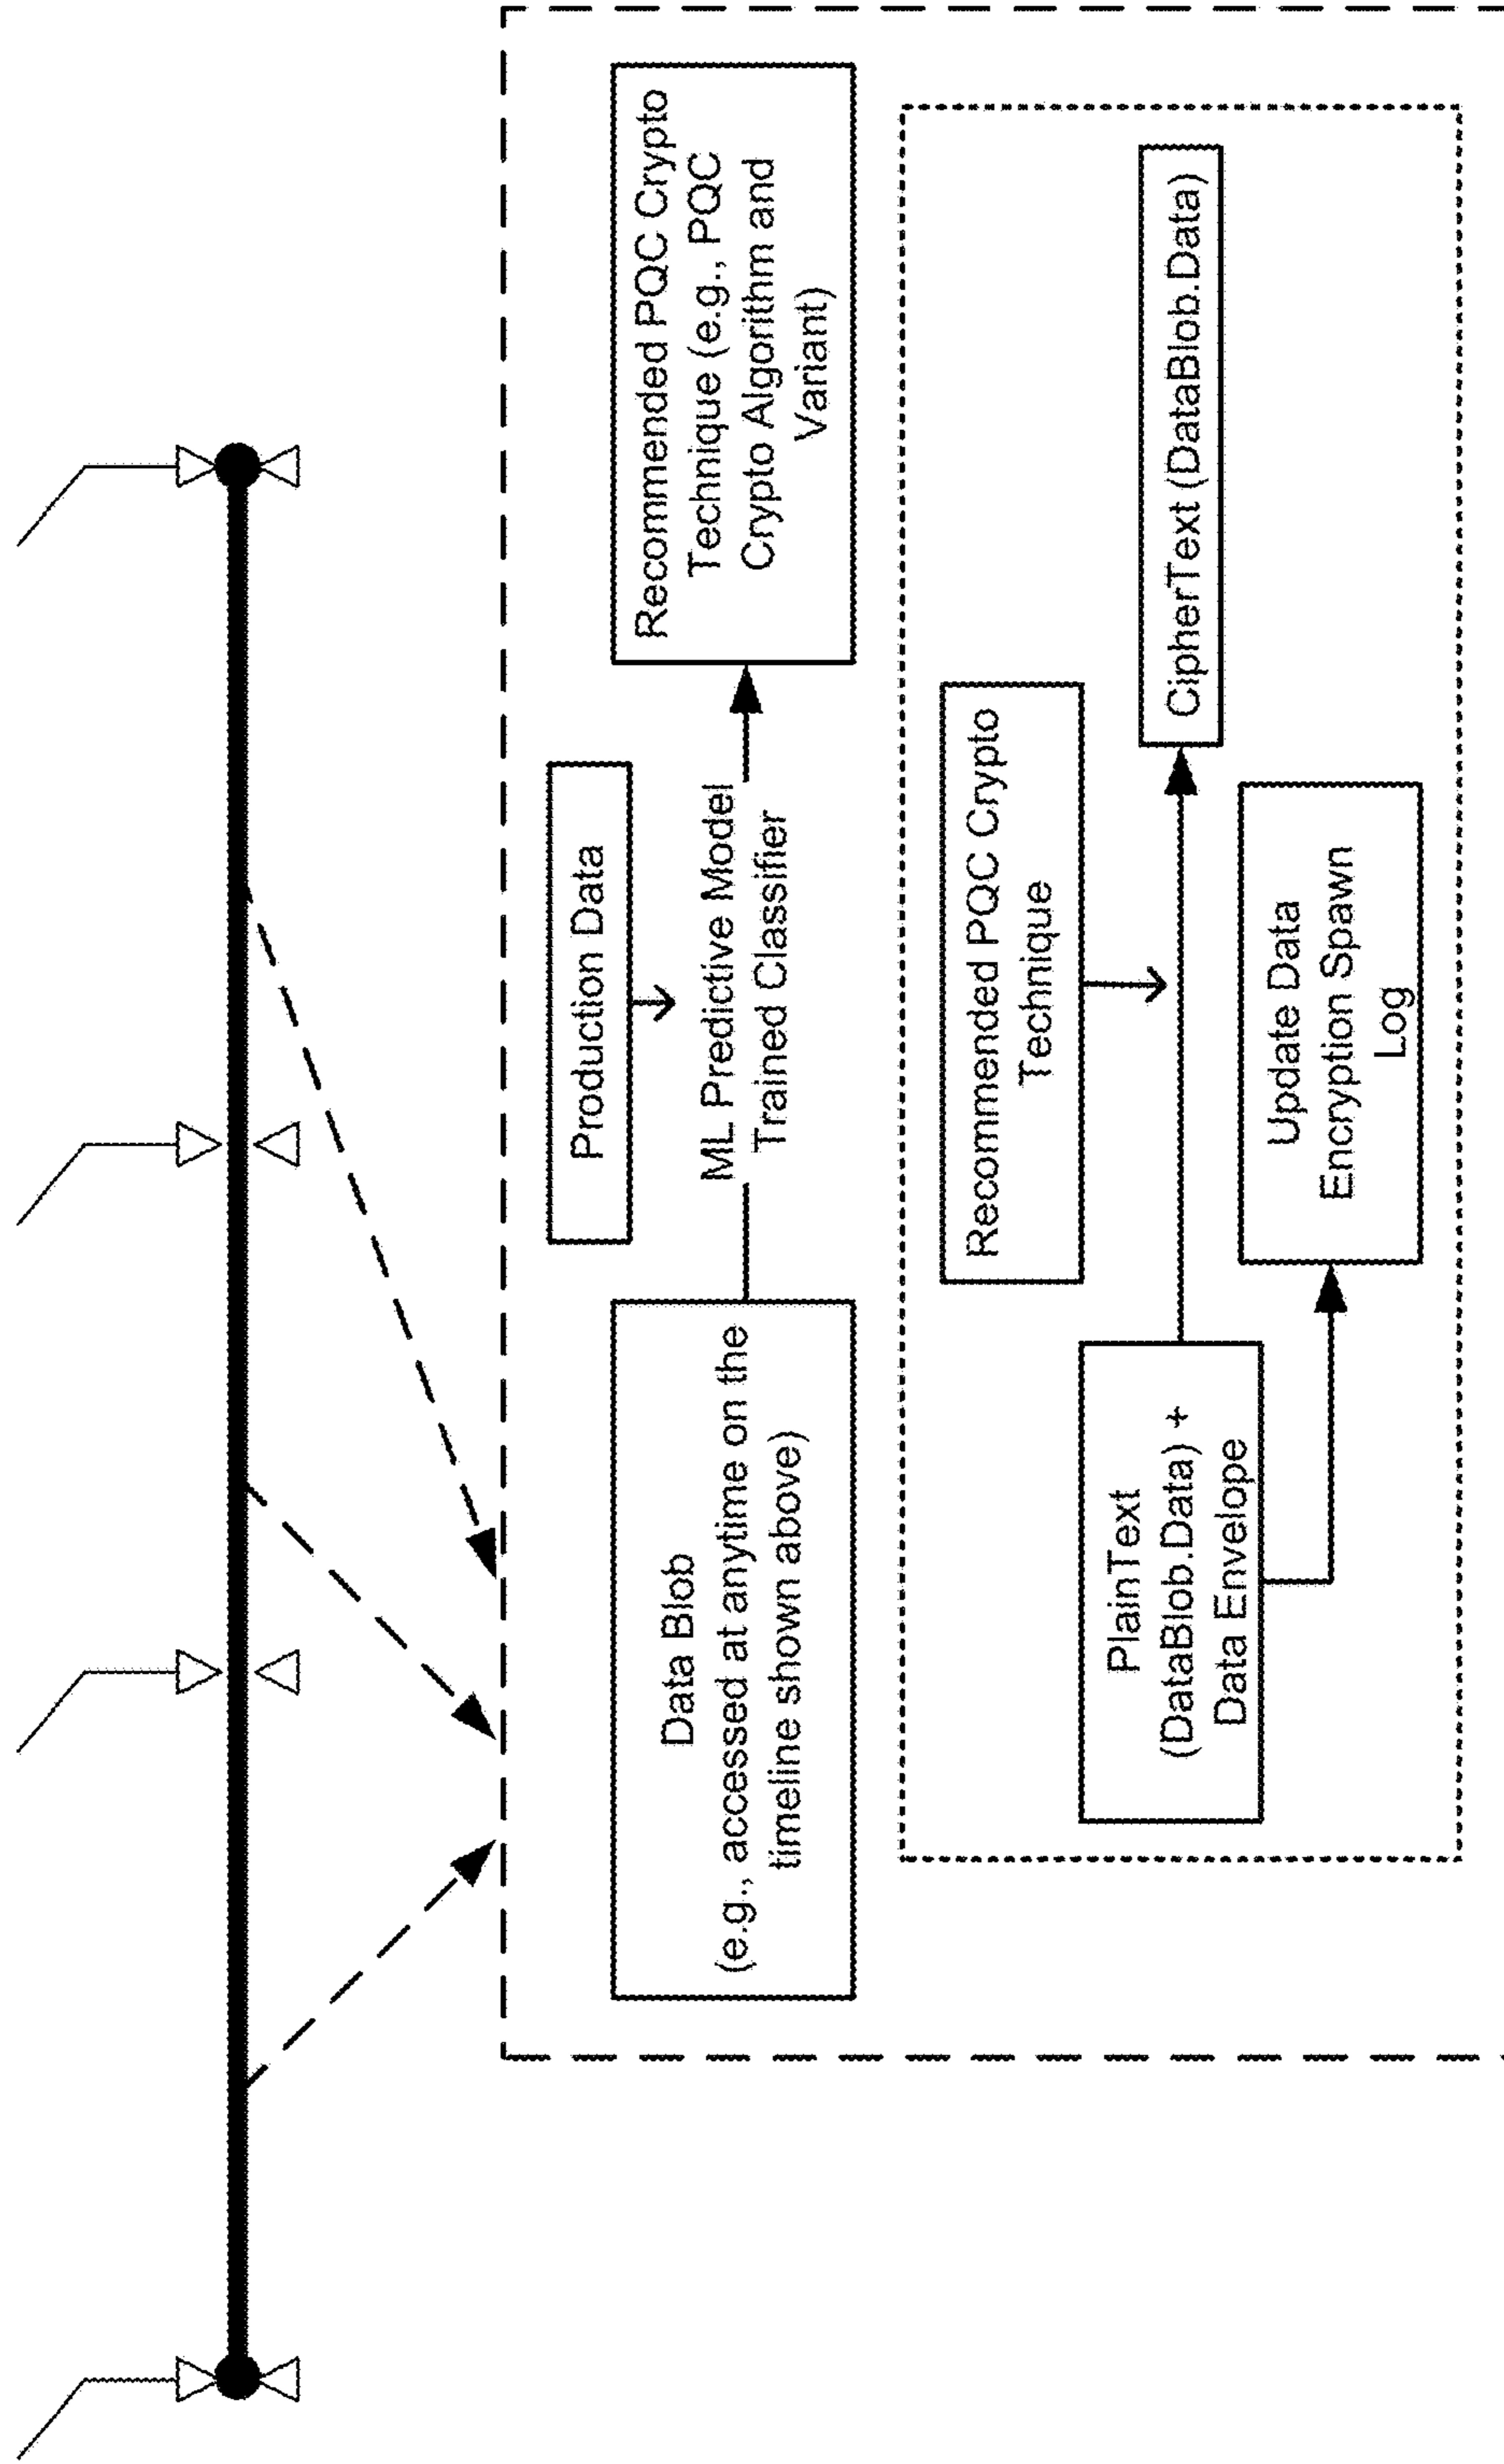 Production Data
Data Blob
(e.g., accessed at anytime on the
timeline shown above)
ML Predictive Model
Trained Classifier
Recommended PQC Crypto
Technique (e.g., PQC
Crypto Algorithm and
Variant)
Recommended PQC Crypto
Technique
PlainText
(DataBlob.Data) +
Data Envelope
CipherText (DataBlob.Data)
Update Data
Encryption Spawn
Log